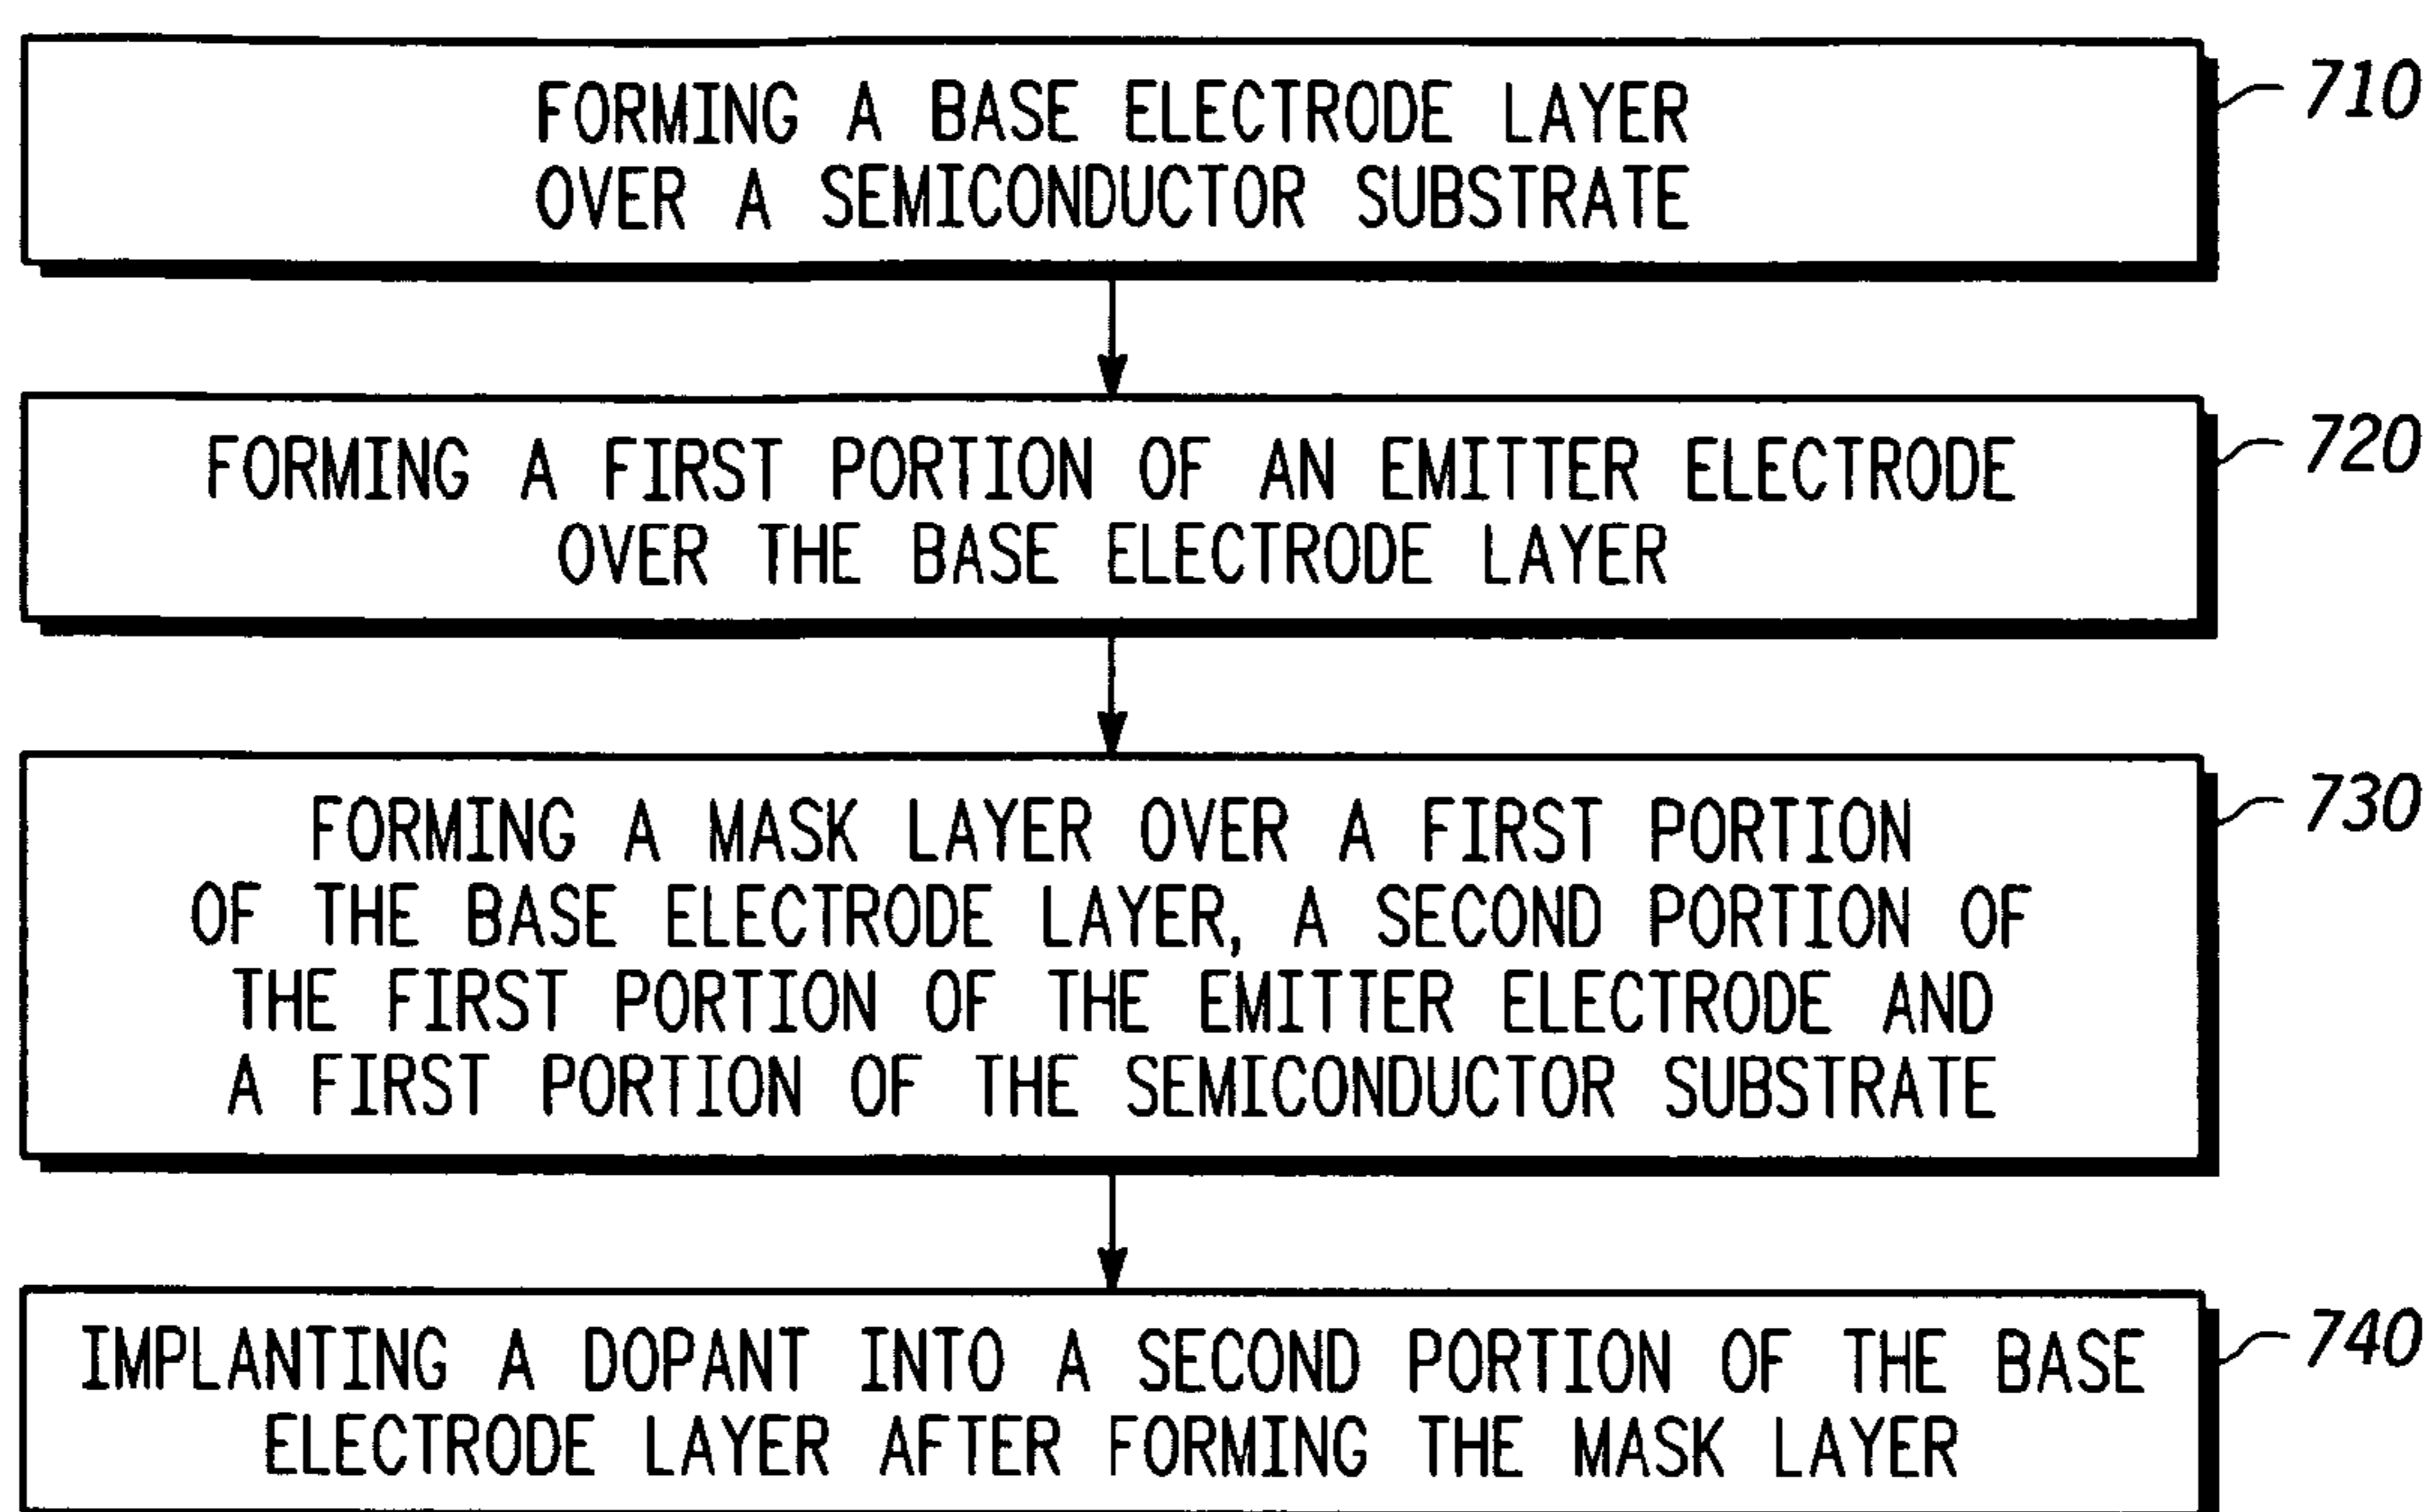 FORMING A BASE ELECTRODE LAYER
OVER A SEMICONDUCTOR SUBSTRATE
710
FORMING A FIRST PORTION OF AN EMITTER ELECTRODE
OVER THE BASE ELECTRODE LAYER
720
FORMING A MASK LAYER OVER A FIRST PORTION
OF THE BASE ELECTRODE LAYER, A SECOND PORTION OF
THE FIRST PORTION OF THE EMITTER ELECTRODE AND
A FIRST PORTION OF THE SEMICONDUCTOR SUBSTRATE
730
IMPLANTING A DOPANT INTO A SECOND PORTION OF THE BASE
ELECTRODE LAYER AFTER FORMING THE MASK LAYER
740